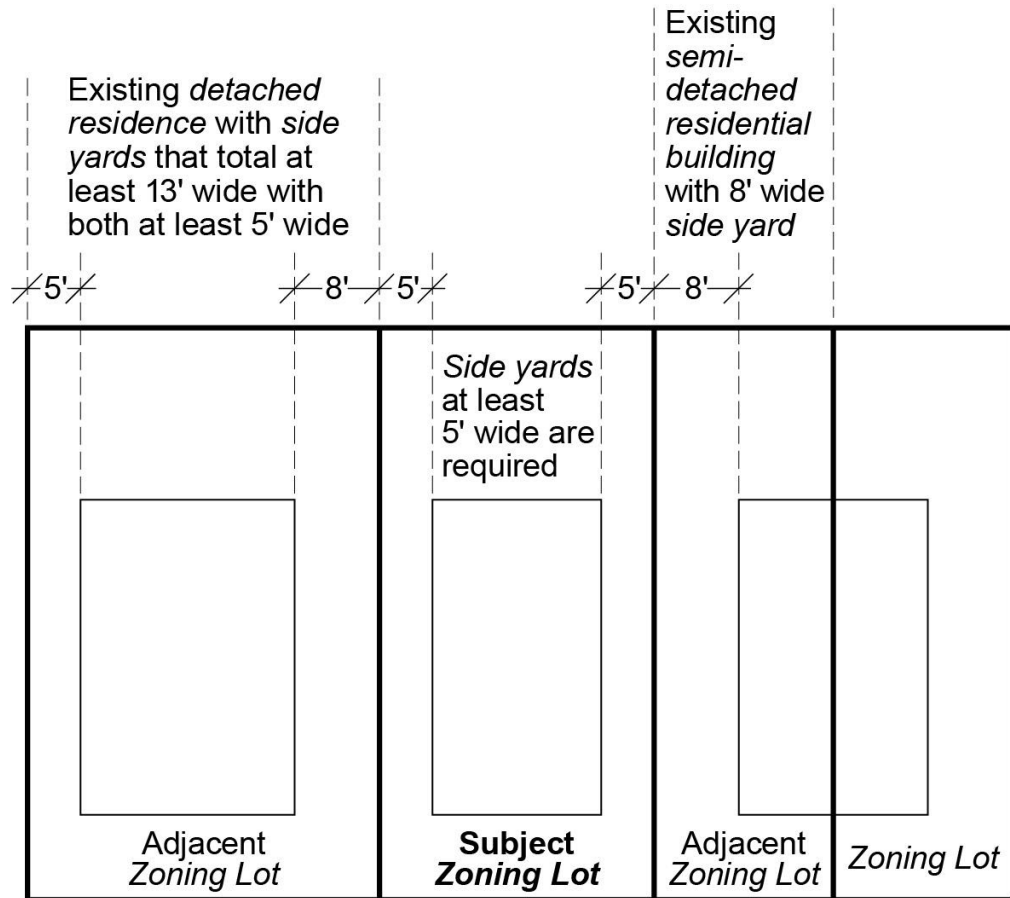 Existing
semi-
detached
residential
building
with 8' wide
side yard
Existing detached
residence with side
yards that total at
least 13' wide with
both at least 5' wide
5'
8'
5'
5'
8'
Side yards
at least
5' wide are
required
Adjacent
Zoning Lot
Subject
Zoning Lot
Adjacent
Zoning Lot
Zoning Lot